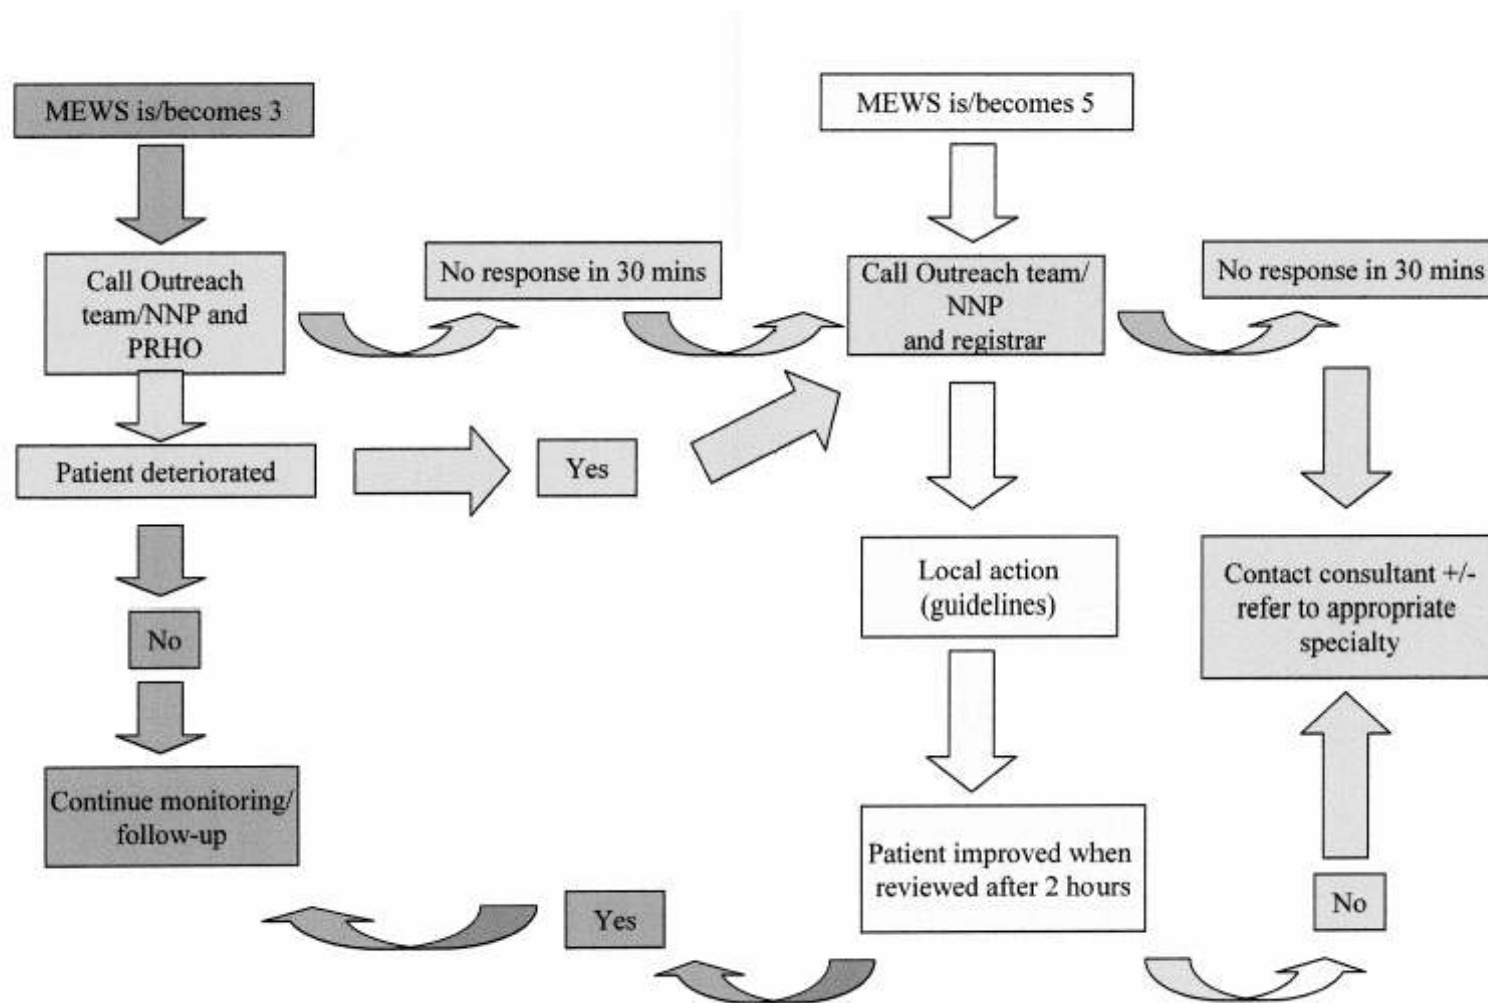 MEWS is/becomes 3
MEWS is/becomes 5
Call Outreach
team/NNP and
PRHO
No response in 30 mins
Call Outreach team/
NNP
and registrar
No response in 30 mins
Patient deteriorated
Yes
No
Local action
(guidelines)
Contact consultant +/-
refer to appropriate
specialty
Continue monitoring/
follow-up
Patient improved when
reviewed after 2 hours
Yes
No